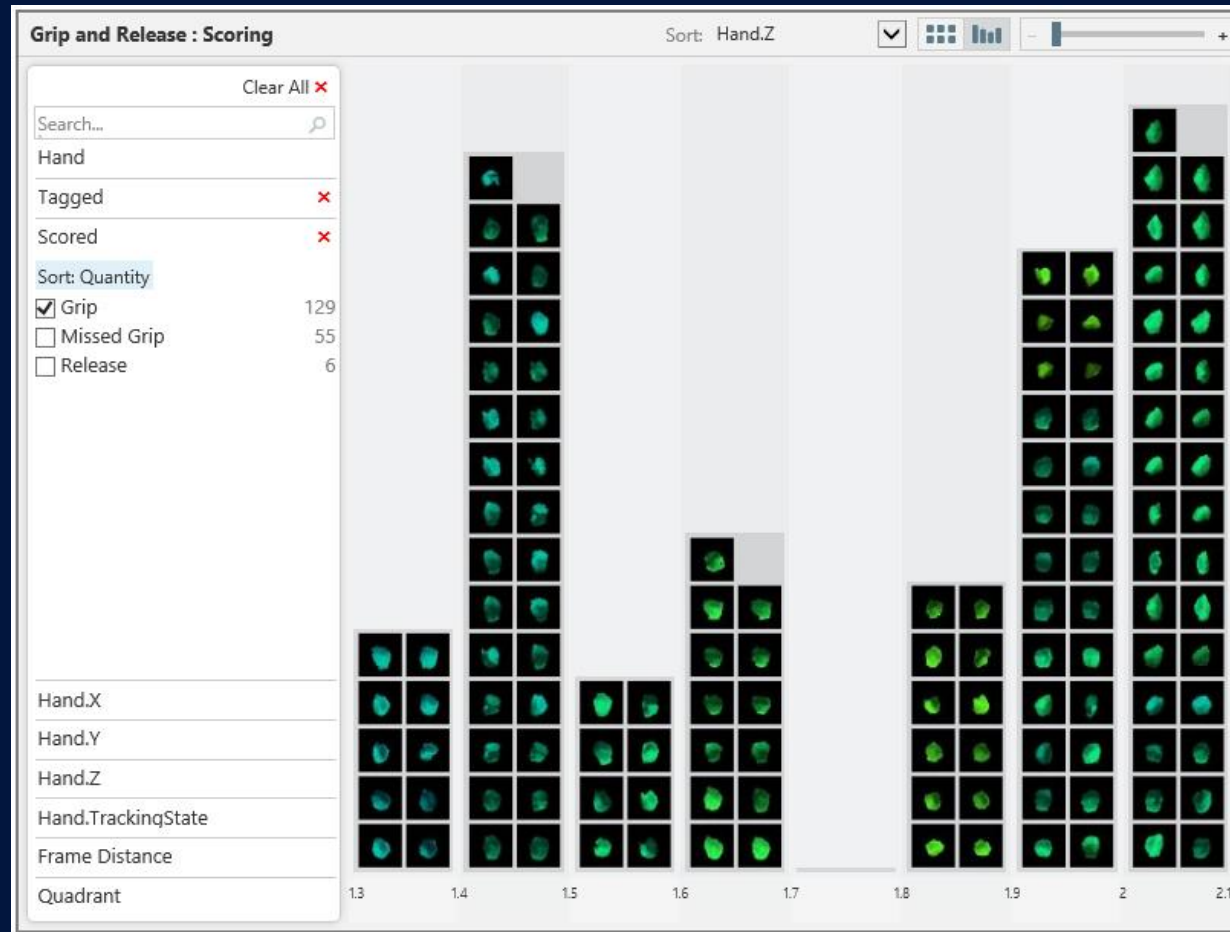 Grip and Release : Scoring
Sort: Hand.Z
- +
Clear All ×
Search...
Hand
Tagged ×
Scored ×
Sort: Quantity
Grip 129
Missed Grip 55
Release 6
Hand.X
Hand.Y
Hand.Z
Hand.TrackingState
Frame Distance
Quadrant
1.3 1.4 1.5 1.6 1.7 1.8 1.9 2 2.1